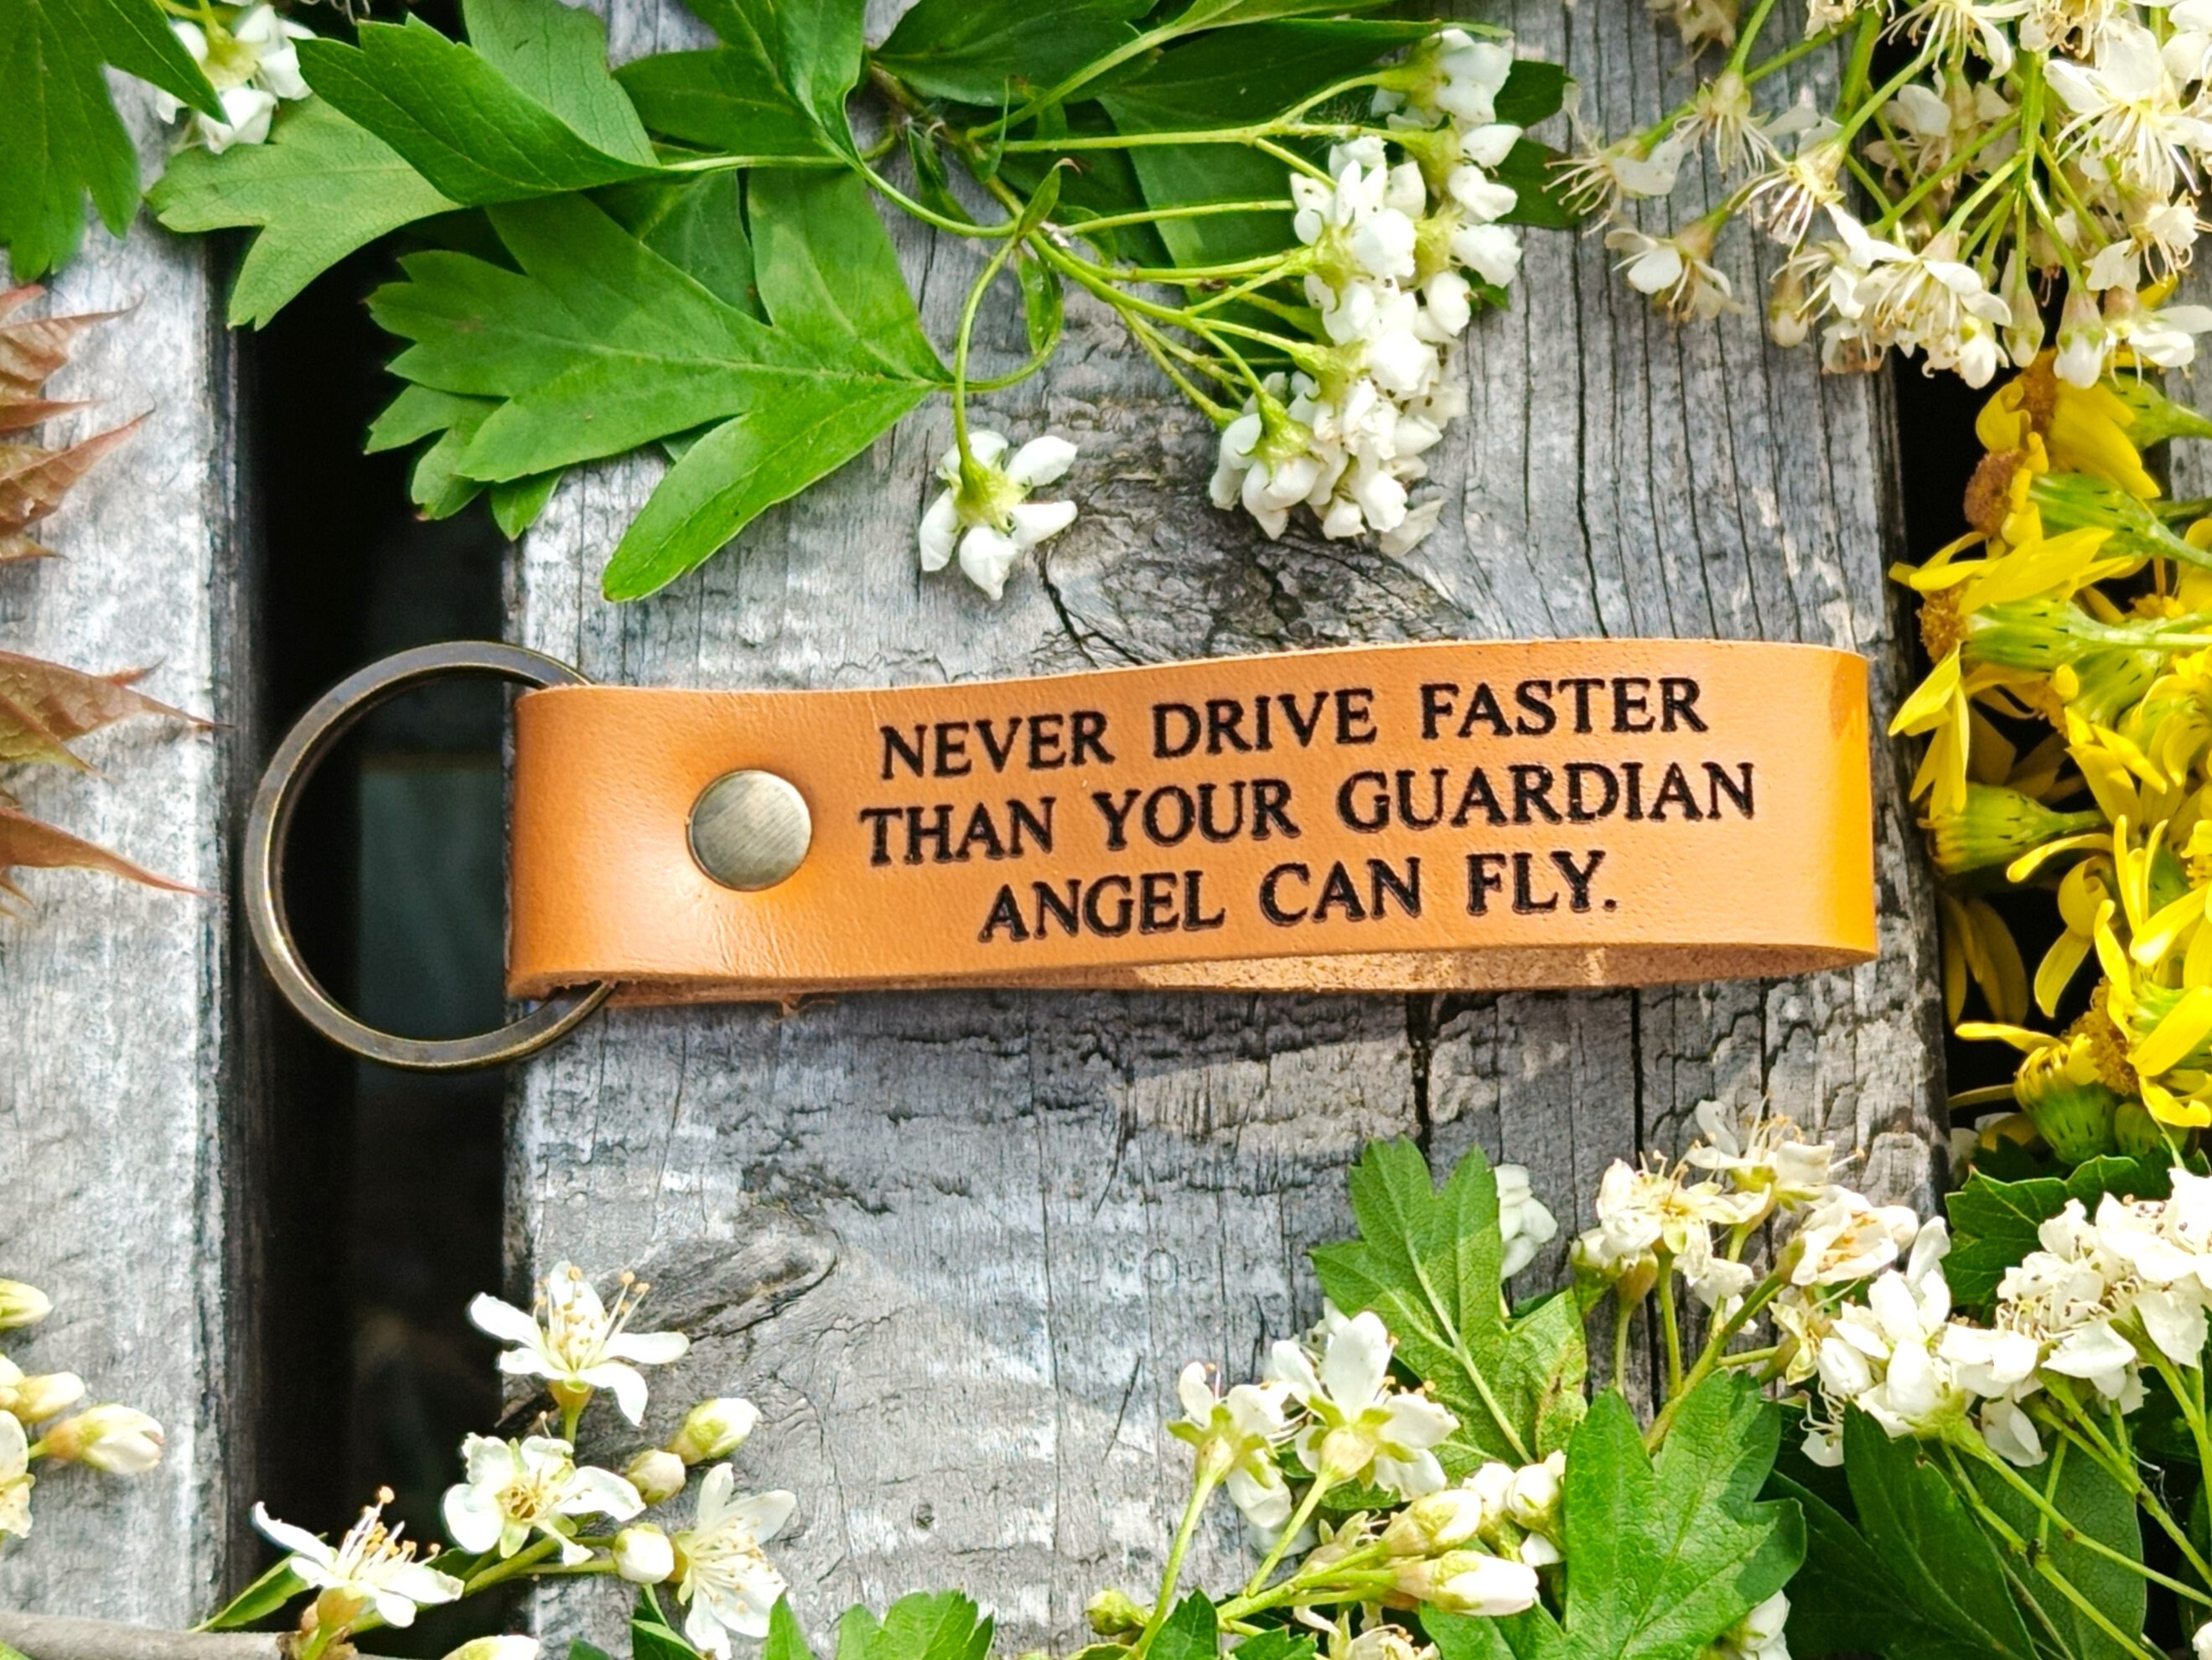 NEVER DRIVE FASTER
THAN YOUR GUARDIAN
ANGEL CAN FLY.